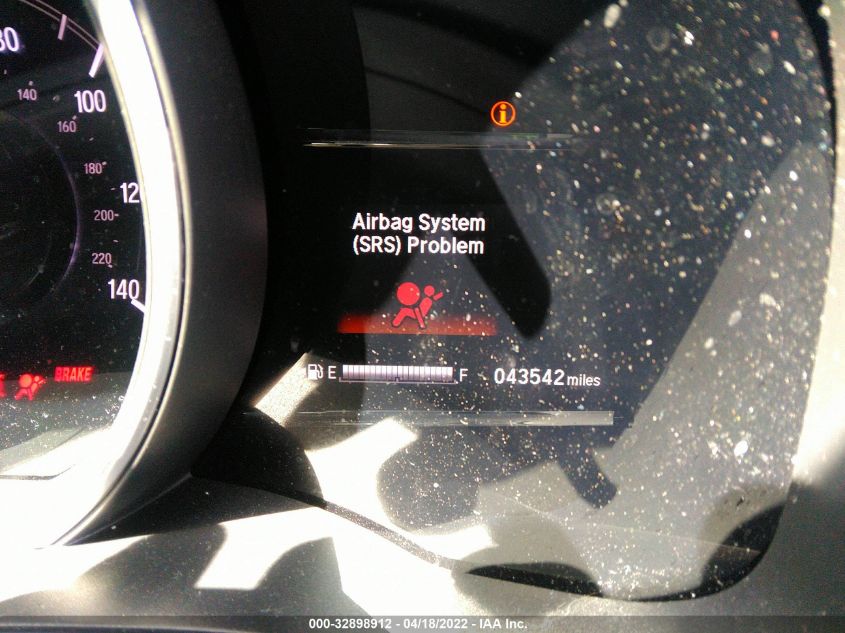 80
100
120
140
140
160
180
200
220
BRAKE
Airbag System
(SRS) Problem
E
F
043542 miles
000-32898912 - 04/18/2022 - IAA Inc.